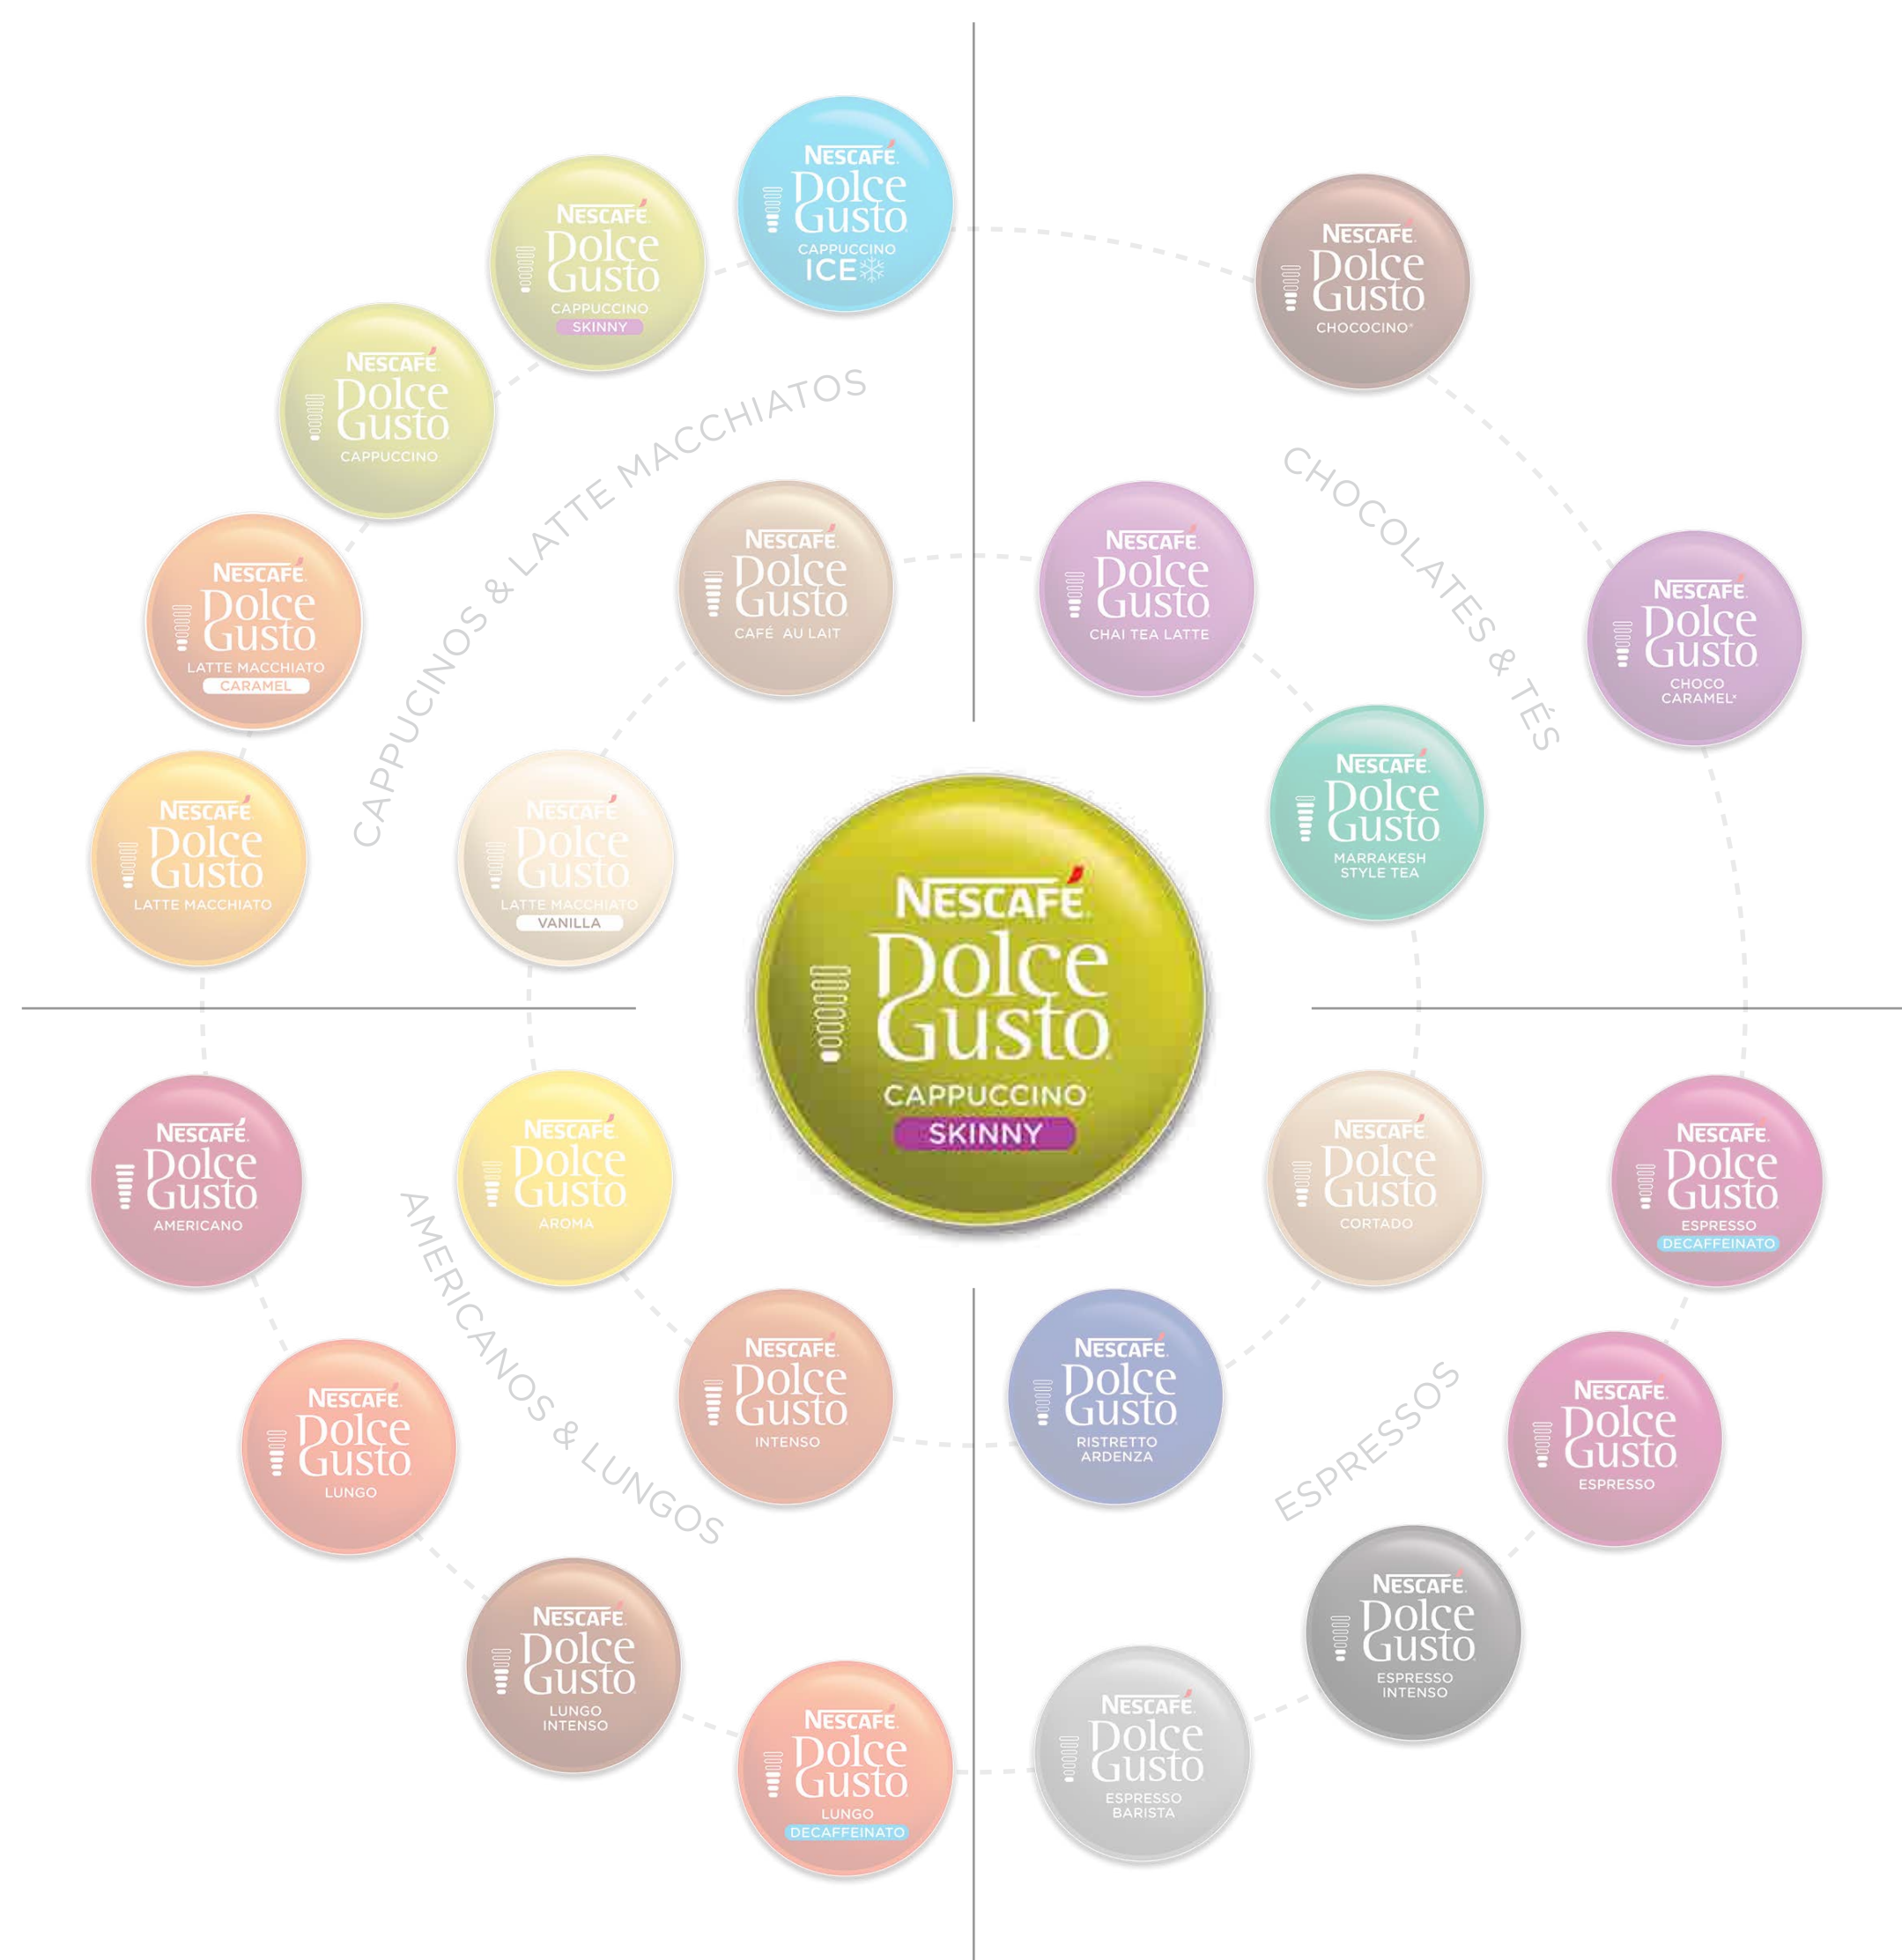 NESCAFÉ
Dolce
Gusto
CAPPUCCINO
ICE
NESCAFÉ
Dolce
Gusto
CAPPUCCINO
SKINNY
NESCAFÉ
Dolce
Gusto
CAPPUCCINO
NESCAFÉ
Dolce
Gusto
LATTE MACCHIATO
CARAMEL
NESCAFÉ
Dolce
Gusto
LATTE MACCHIATO
CAPPUCINOS & LATTE MACCHIATOS
NESCAFÉ
Dolce
Gusto
CAFÉ AU LAIT
NESCAFÉ
Dolce
Gusto
LATTE MACCHIATO
VANILLA
NESCAFÉ
Dolce
Gusto
CHOCOCINO*
CHOCOLATES & TÉS
NESCAFÉ
Dolce
Gusto
CHOCO
CARAMEL*
NESCAFÉ
Dolce
Gusto
CHAI TEA LATTE
NESCAFÉ
Dolce
Gusto
MARRAKESH
STYLE TEA
NESCAFÉ
Dolce
Gusto
CAPPUCCINO
SKINNY
NESCAFÉ
Dolce
Gusto
AMERICANO
NESCAFÉ
Dolce
Gusto
AROMA
AMERICANOS & LUNGOS
NESCAFÉ
Dolce
Gusto
INTENSO
NESCAFÉ
Dolce
Gusto
LUNGO
NESCAFÉ
Dolce
Gusto
LUNGO
INTENSO
NESCAFÉ
Dolce
Gusto
LUNGO
DECAFFEINATO
NESCAFÉ
Dolce
Gusto
CORTADO
NESCAFÉ
Dolce
Gusto
ESPRESSO
DECAFFEINATO
NESCAFÉ
Dolce
Gusto
RISTRETTO
ARDENZA
ESPRESSOS
NESCAFÉ
Dolce
Gusto
ESPRESSO
NESCAFÉ
Dolce
Gusto
ESPRESSO
INTENSO
NESCAFÉ
Dolce
Gusto
ESPRESSO
BARISTA